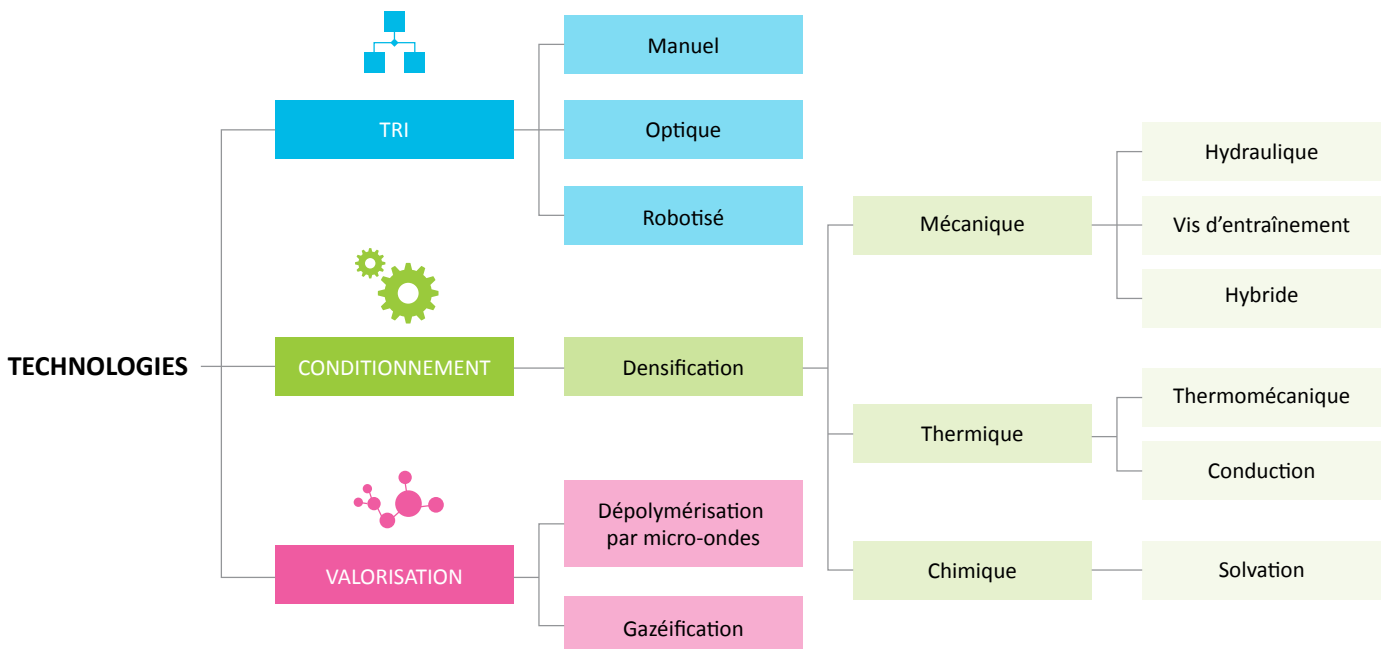 TECHNOLOGIES
TRI
Manuel
Optique
Robotisé
CONDITIONNEMENT
Densification
Mécanique
Hydraulique
Vis d’entraînement
Hybride
Thermique
Thermomécanique
Conduction
Chimique
Solvation
VALORISATION
Dépolymérisation
par micro-ondes
Gazéification